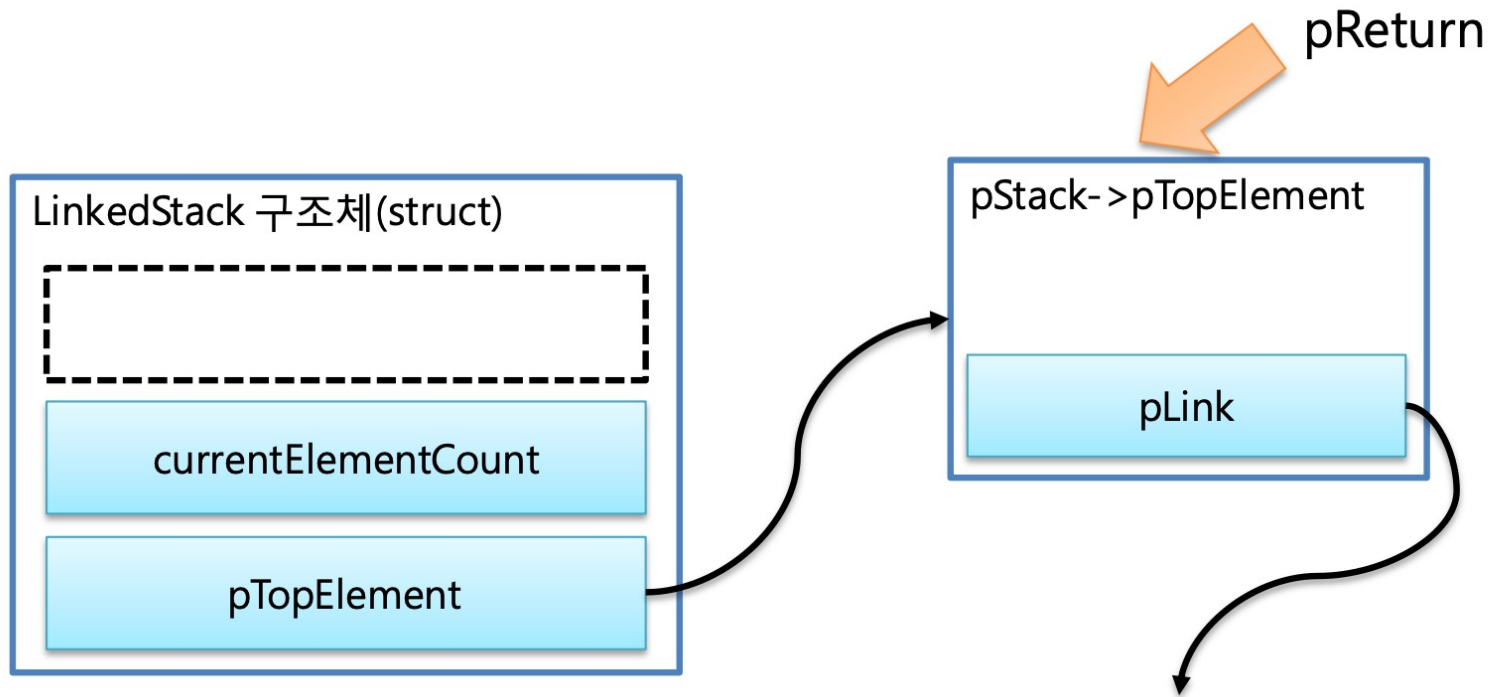 pReturn
LinkedStack 구조체(struct)
currentElementCount
pTopElement
pStack->pTopElement
pLink